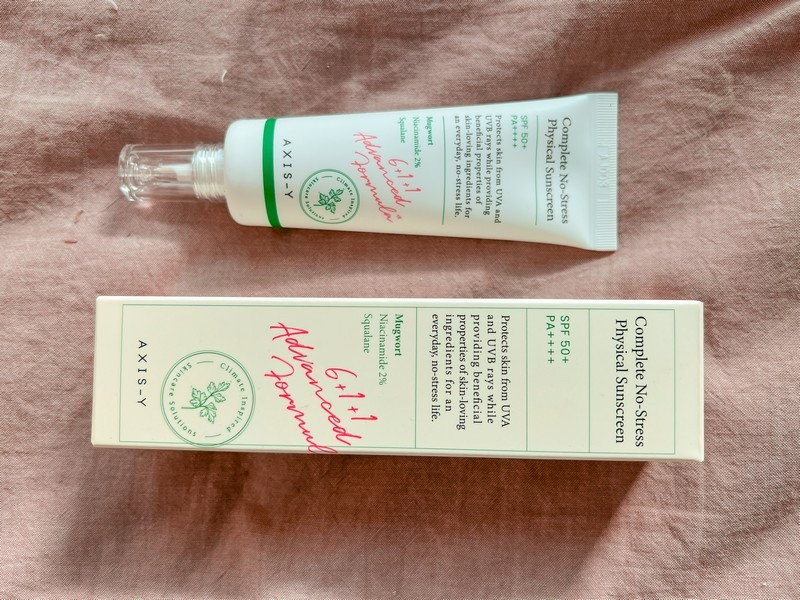 Complete No-Stress
Physical Sunscreen
SPF 50+
PA++++
Protects skin from UVA and
UVB rays while providing
beneficial properties of
skin-loving ingredients for
an everyday, no-stress life.
Mugwort
Niacinamide 2%
Squalane
6+1+1
Advanced
Formula
Climate Inspired
Skincare Solutions
AXIS-Y
Complete No-Stress
Physical Sunscreen
SPF 50+
PA++++
Protects skin from UVA
and UVB rays while
providing beneficial
properties of skin-loving
ingredients for an
everyday, no-stress life.
Mugwort
Niacinamide 2%
Squalane
6+1+1
Advanced
Formul
Climate Inspired
Skincare Solutions
AXIS-Y